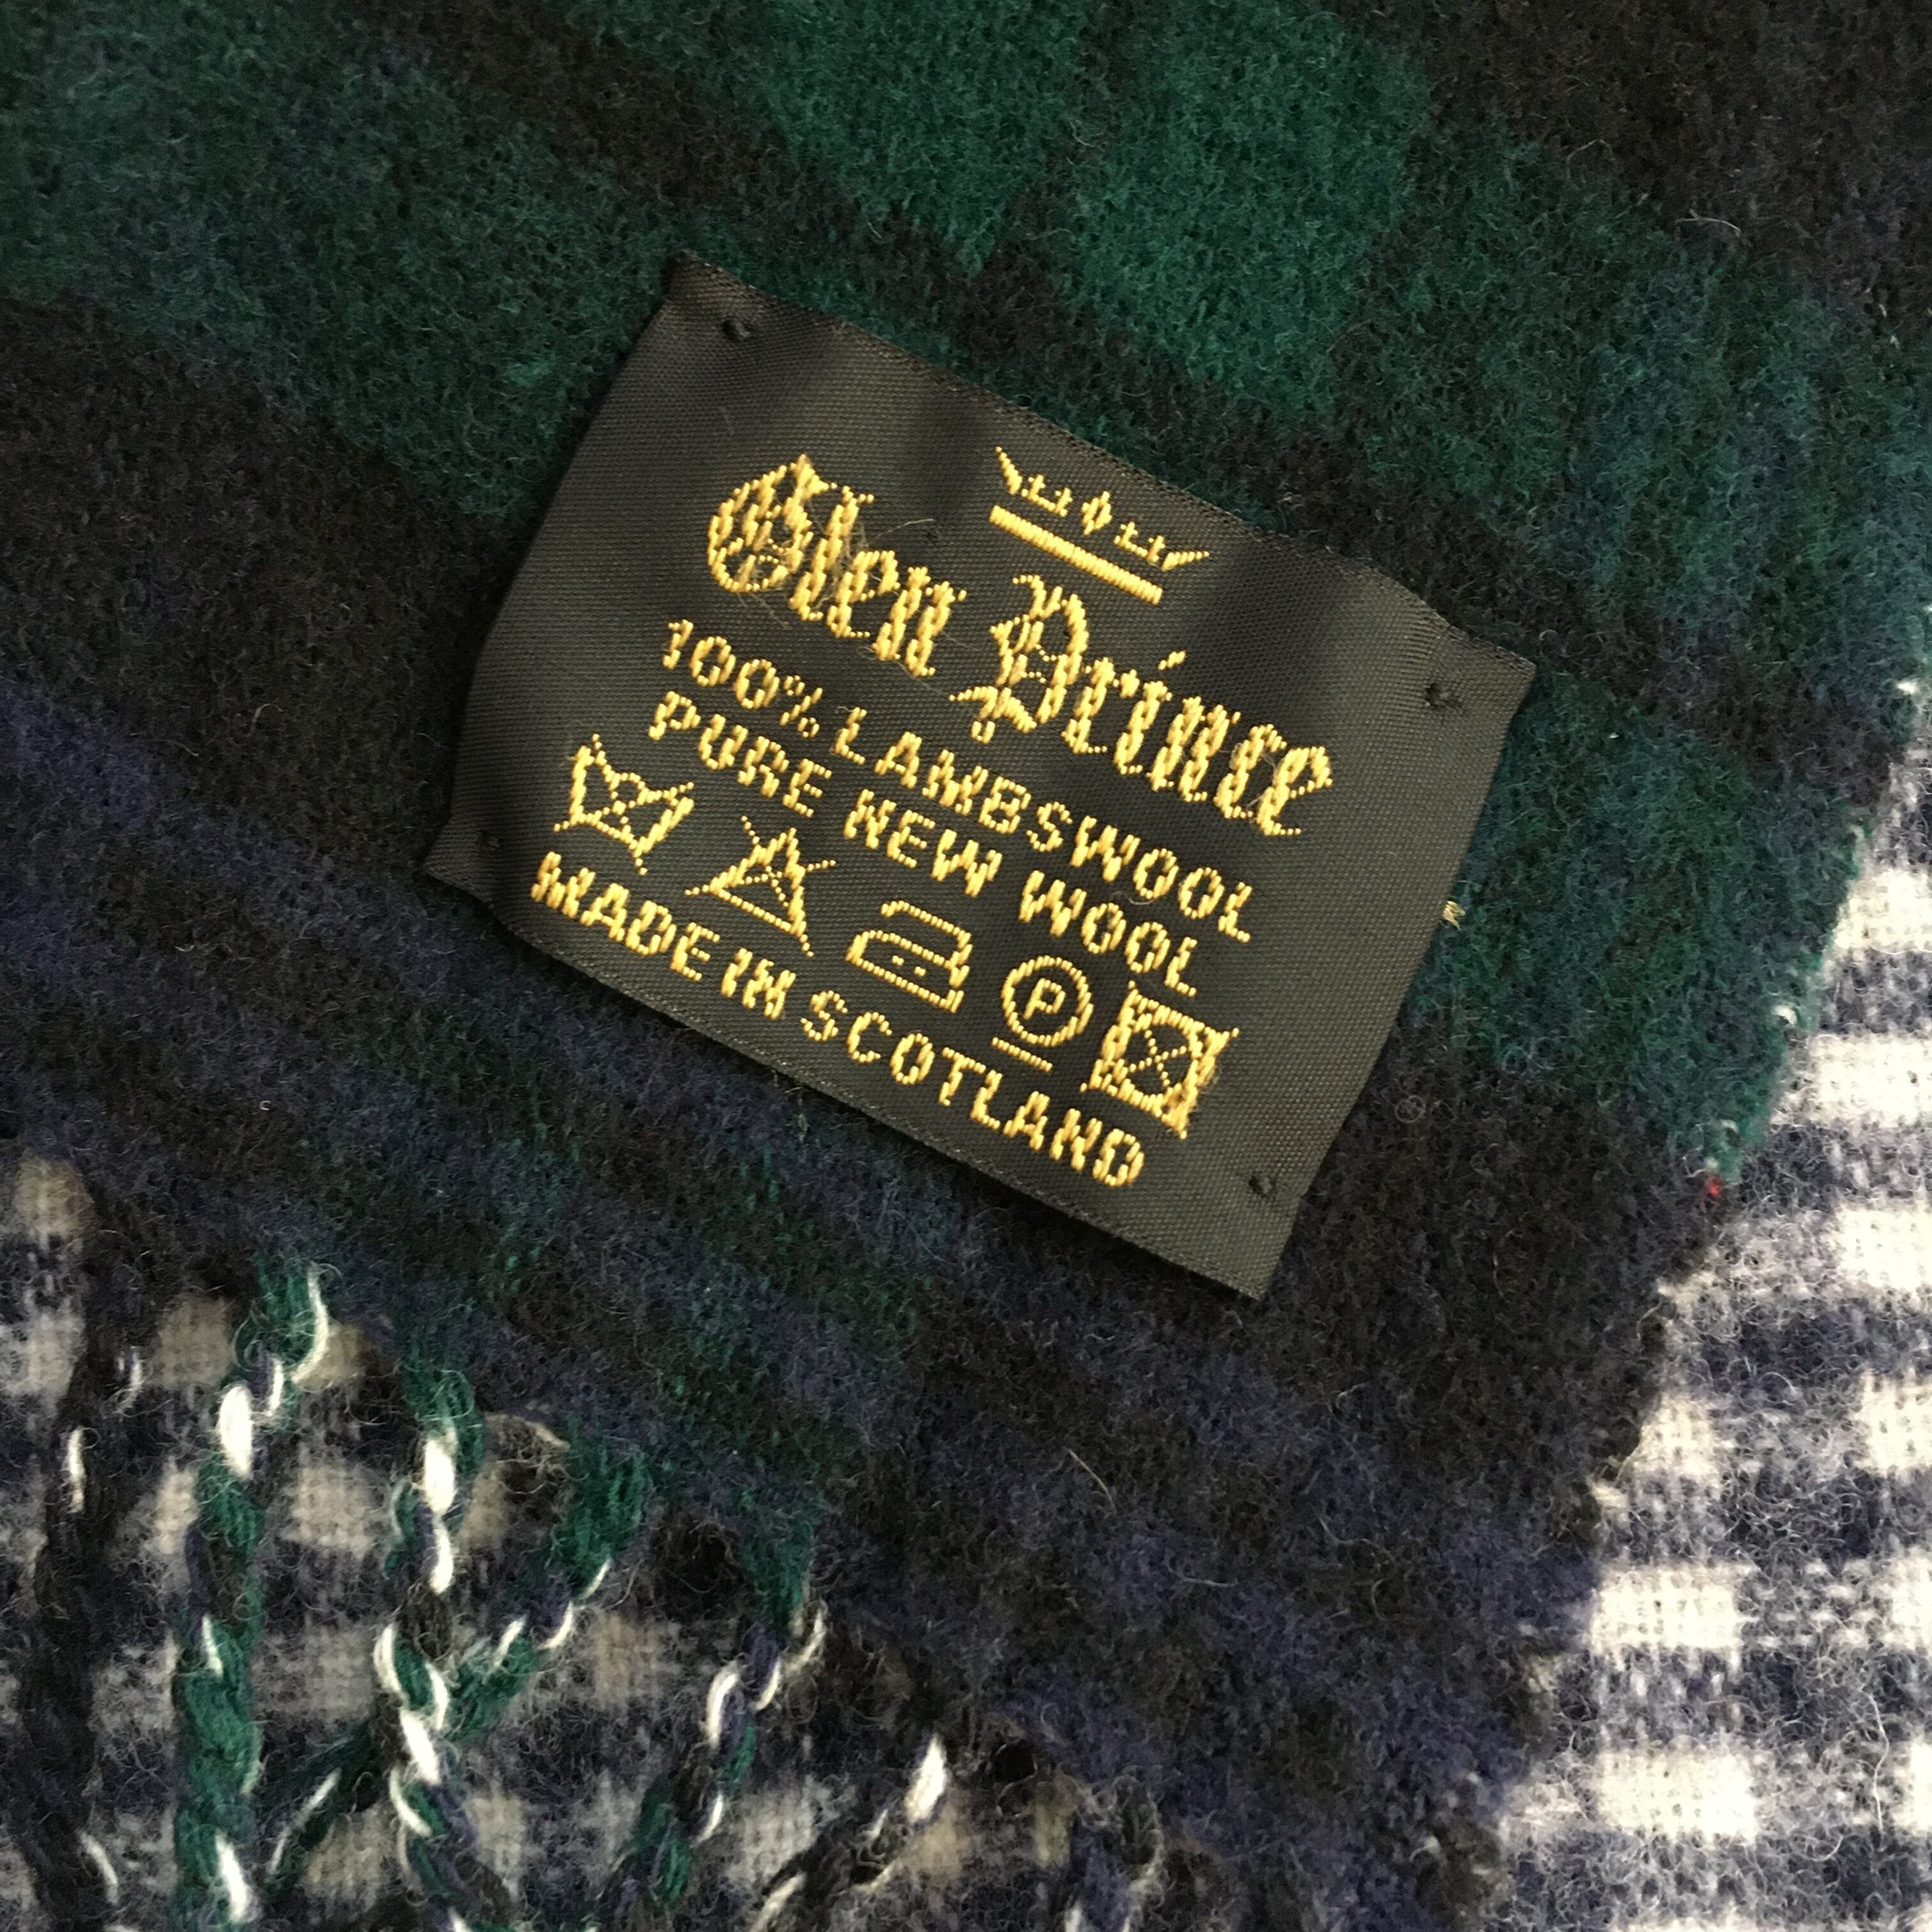 Glen Prince
100% LAMBSWOOL
PURE NEW WOOL
P
MADE IN SCOTLAND